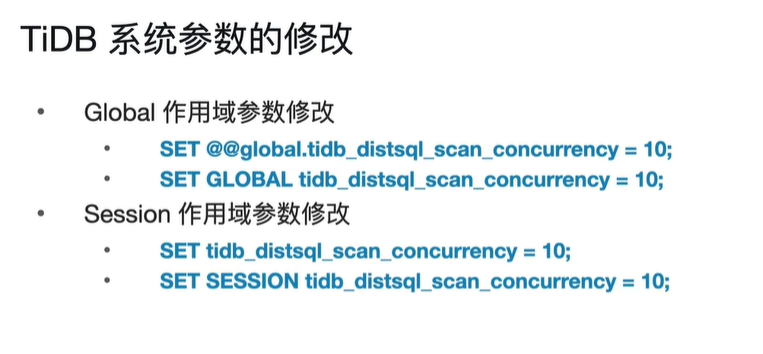 TiDB 系统参数的修改
• Global 作用域参数修改
• SET @@global.tidb_distsql_scan_concurrency = 10;
• SET GLOBAL tidb_distsql_scan_concurrency = 10;
• Session 作用域参数修改
• SET tidb_distsql_scan_concurrency = 10;
• SET SESSION tidb_distsql_scan_concurrency = 10;